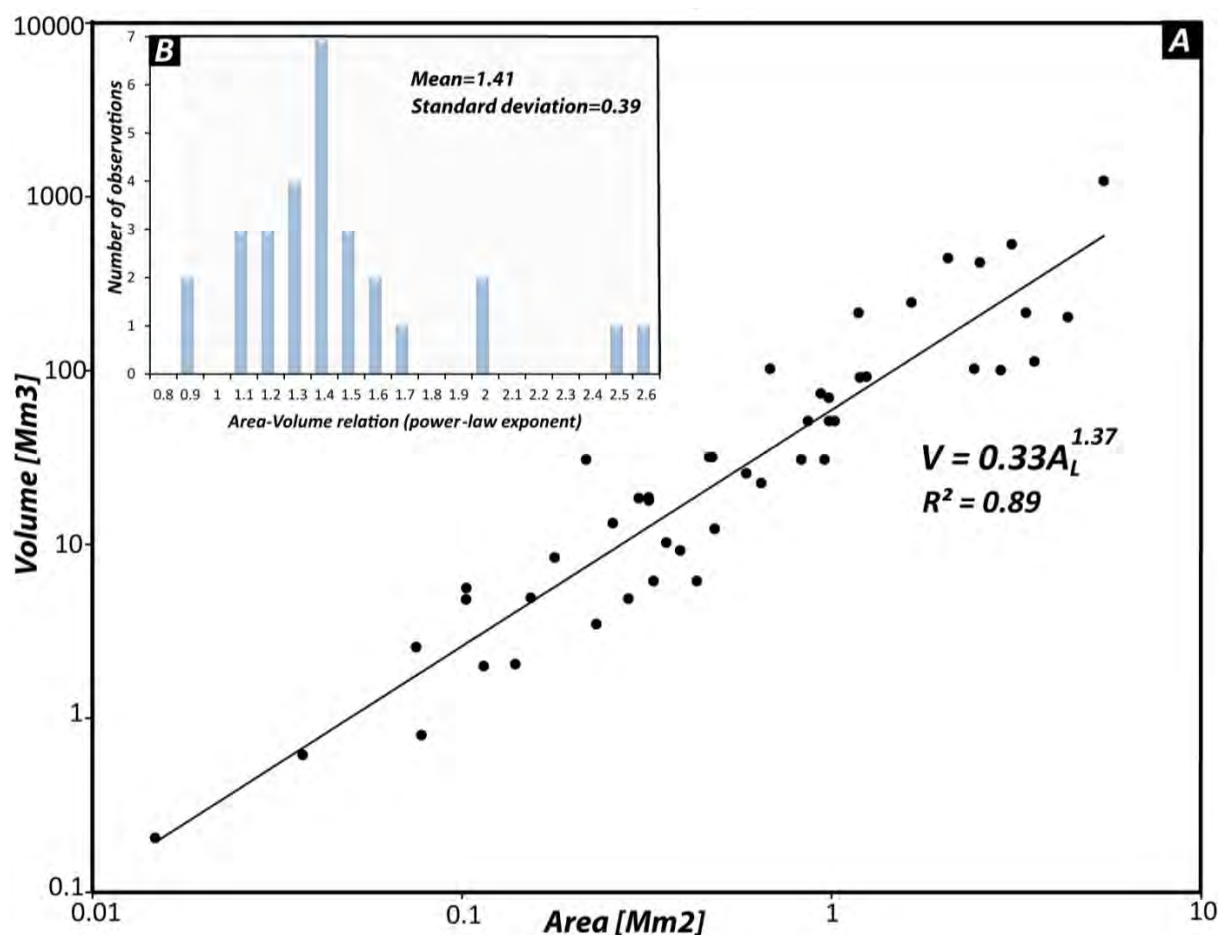 10000
1000
100
10
1
0.1
Volume [Mm3]
0.01
0.1
1
10
Area [Mm2]
A
V = 0.33A_L^1.37
R² = 0.89
B
Mean=1.41
Standard deviation=0.39
Number of observations
7
6
5
4
3
2
1
0
0.8 0.9 1 1.1 1.2 1.3 1.4 1.5 1.6 1.7 1.8 1.9 2 2.1 2.2 2.3 2.4 2.5 2.6
Area-Volume relation (power-law exponent)